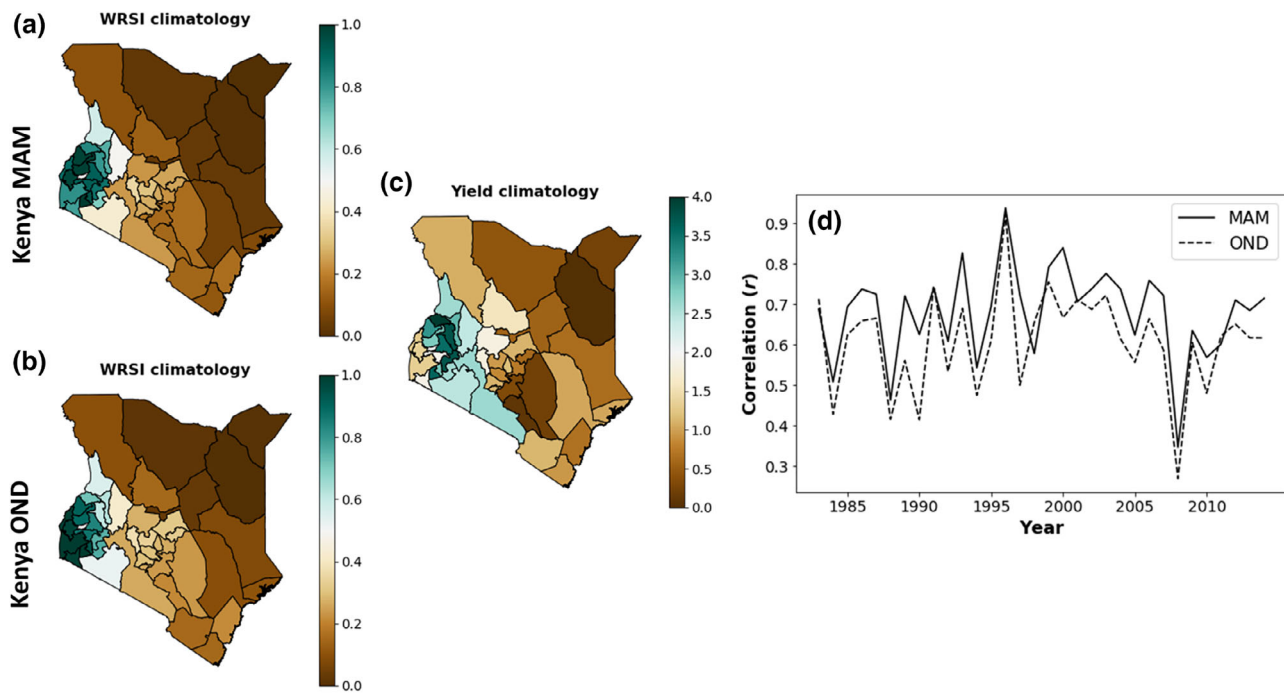 (a)
WRSI climatology
1.0
0.8
0.6
0.4
0.2
0.0
Kenya MAM
(b)
WRSI climatology
1.0
0.8
0.6
0.4
0.2
0.0
Kenya OND
(c)
Yield climatology
4.0
3.5
3.0
2.5
2.0
1.5
1.0
0.5
0.0
(d)
MAM
OND
Correlation (r)
0.9
0.8
0.7
0.6
0.5
0.4
0.3
1985 1990 1995 2000 2005 2010
Year